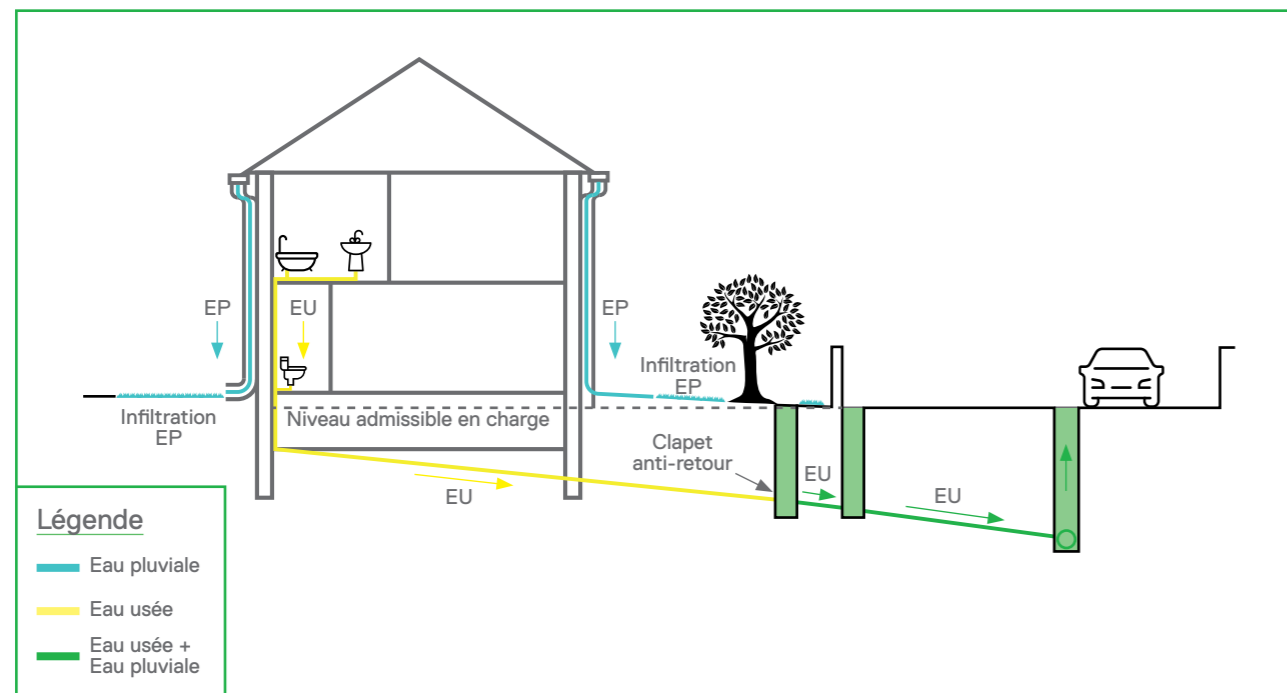 EP
EU
EP
Infiltration
EP
Infiltration
EP
Niveau admissible en charge
Clapet
anti-retour
EU
EU
EU
Légende
Eau pluviale
Eau usée
Eau usée +
Eau pluviale